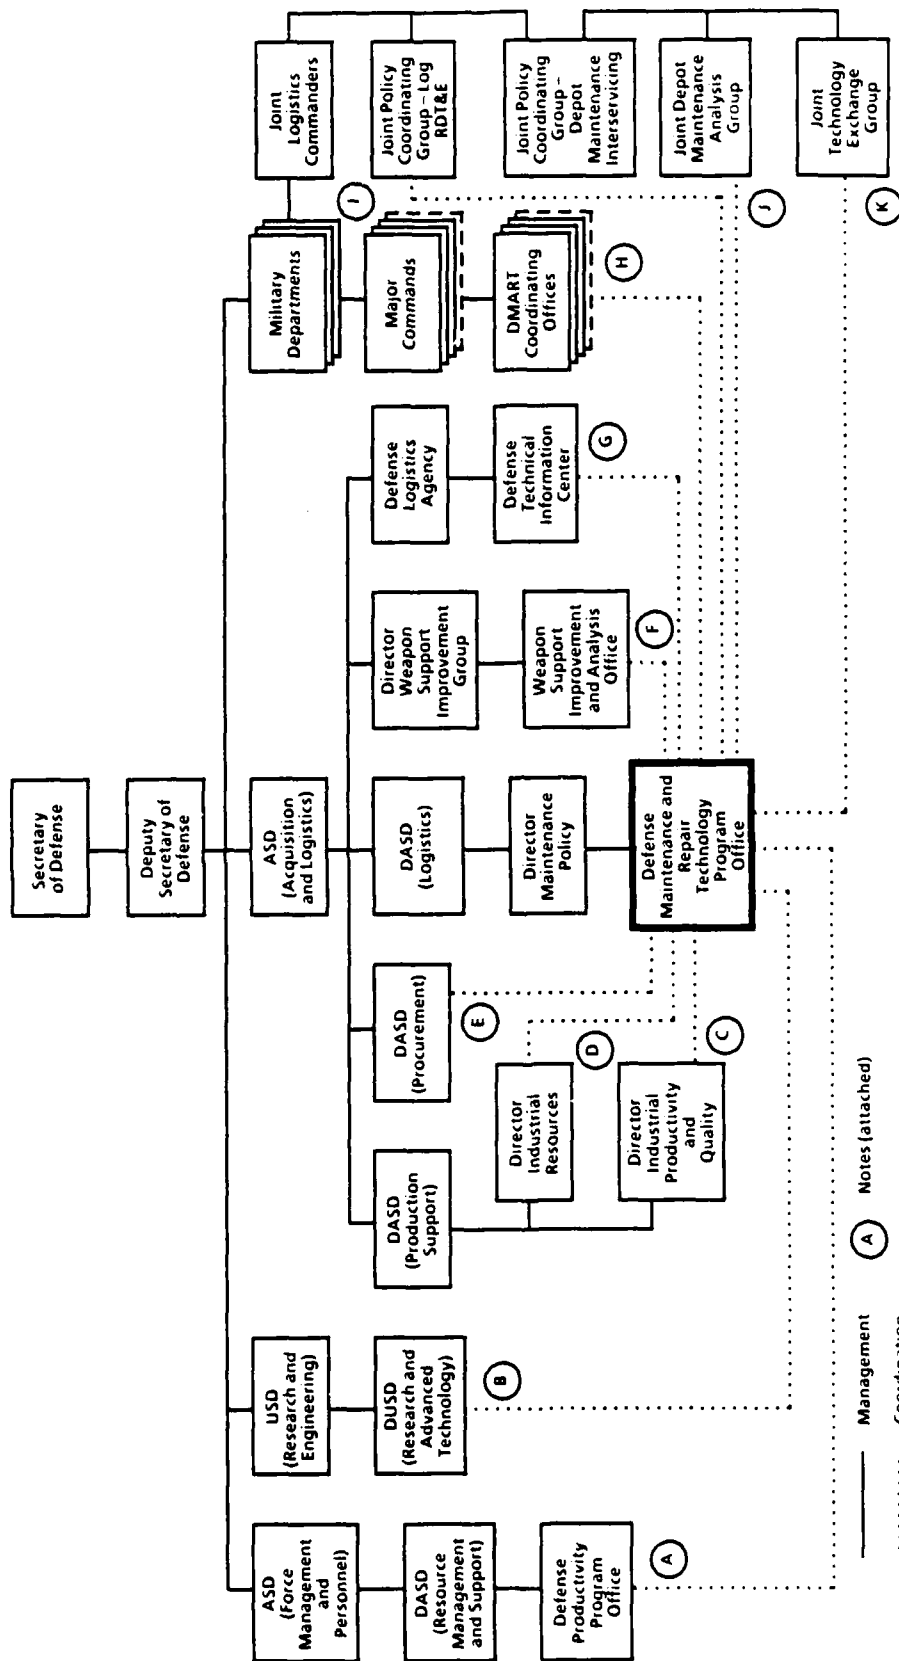 Secretary
of Defense
Deputy
Secretary of
Defense
ASD
(Force
Management
and
Personnel)
USD
(Research and
Engineering)
ASD
(Acquisition
and Logistics)
Military
Departments
Joint
Logistics
Commanders
DASD
(Resource
Management
and Support)
DUSD
(Research and
Advanced
Technology)
DASD
(Production
Support)
DASD
(Procurement)
DASD
(Logistics)
Director
Weapon
Support
Improvement
Group
Defense
Logistics
Agency
Major
Commands
I
Joint Policy
Coordinating
Group – Log
RDT&E
Defense
Productivity
Program
Office
B
Director
Industrial
Resources
E
Director
Maintenance
Policy
Weapon
Support
Improvement
and Analysis
Office
Defense
Technical
Information
Center
DMART
Coordinating
Offices
Joint Policy
Coordinating
Group –
Depot
Maintenance
Interservicing
A
Director
Industrial
Productivity
and
Quality
D
C
Defense
Maintenance and
Repair
Technology
Program
Office
F
G
H
Joint Depot
Maintenance
Analysis
Group
J
Joint
Technology
Exchange
Group
K
Management
A
Notes (attached)
Coordination